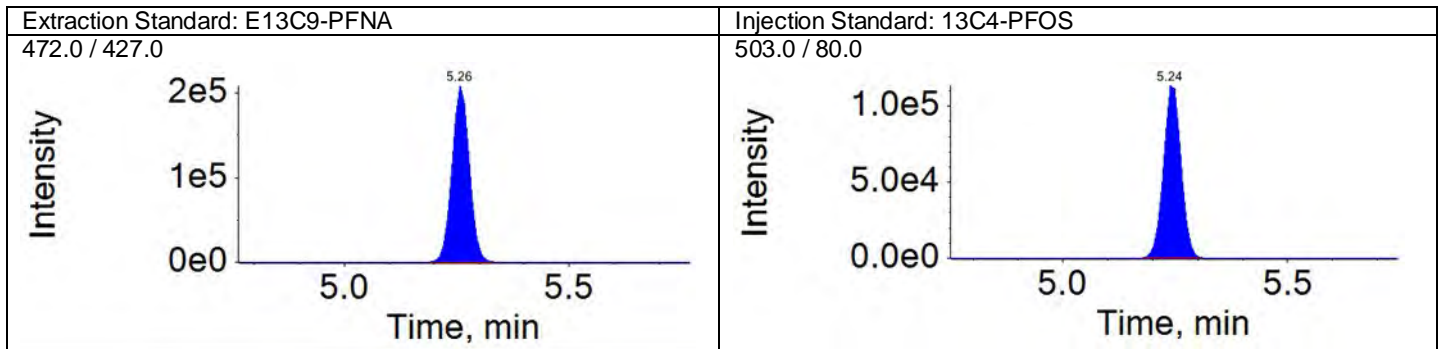 Extraction Standard: E13C9-PFNA
472.0 / 427.0
5.26
2e5
1e5
0e0
Intensity
5.0
5.5
Time, min
Injection Standard: 13C4-PFOS
503.0 / 80.0
5.24
1.0e5
5.0e4
0.0e0
Intensity
5.0
5.5
Time, min